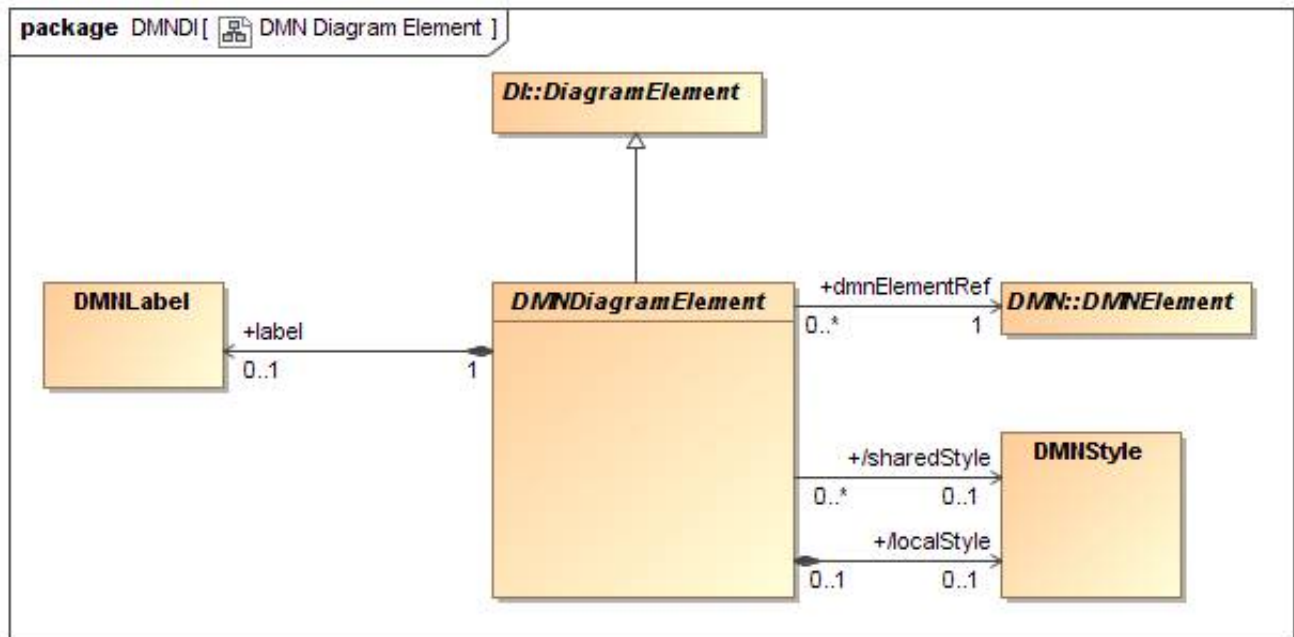 package DMNDI [ DMN Diagram Element ]
DI::DiagramElement
DMNLabel
+label
0..1
1
DMNDiagramElement
+dmnElementRef
0..*
1
DMN::DMNElement
+/sharedStyle
0..*
0..1
DMNStyle
+/localStyle
0..1
0..1